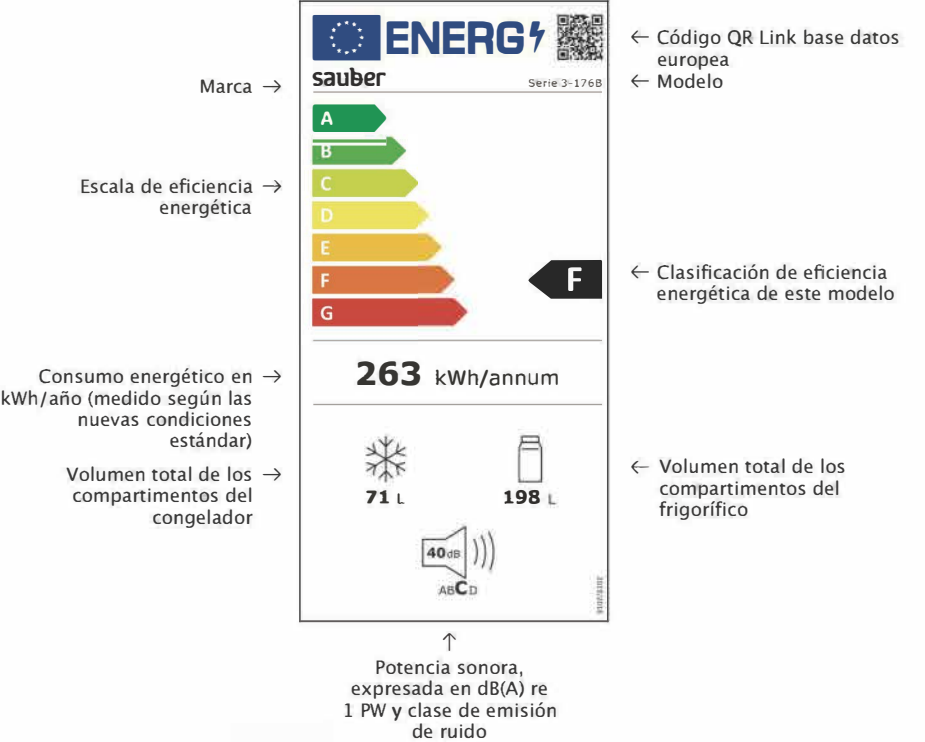 ENERG
sauber
Serie 3-176B
← Código QR Link base datos
europea
← Modelo
Marca →
A
B
C
D
E
F
G
Escala de eficiencia →
energética
F
← Clasificación de eficiencia
energética de este modelo
263 kWh/annum
Consumo energético en →
kWh/año (medido según las
nuevas condiciones
estándar)
71 L
198 L
Volumen total de los →
compartimentos del
congelador
← Volumen total de los
compartimentos del
frigorífico
40 dB
ABCD
↑
Potencia sonora,
expresada en dB(A) re
1 PW y clase de emisión
de ruido